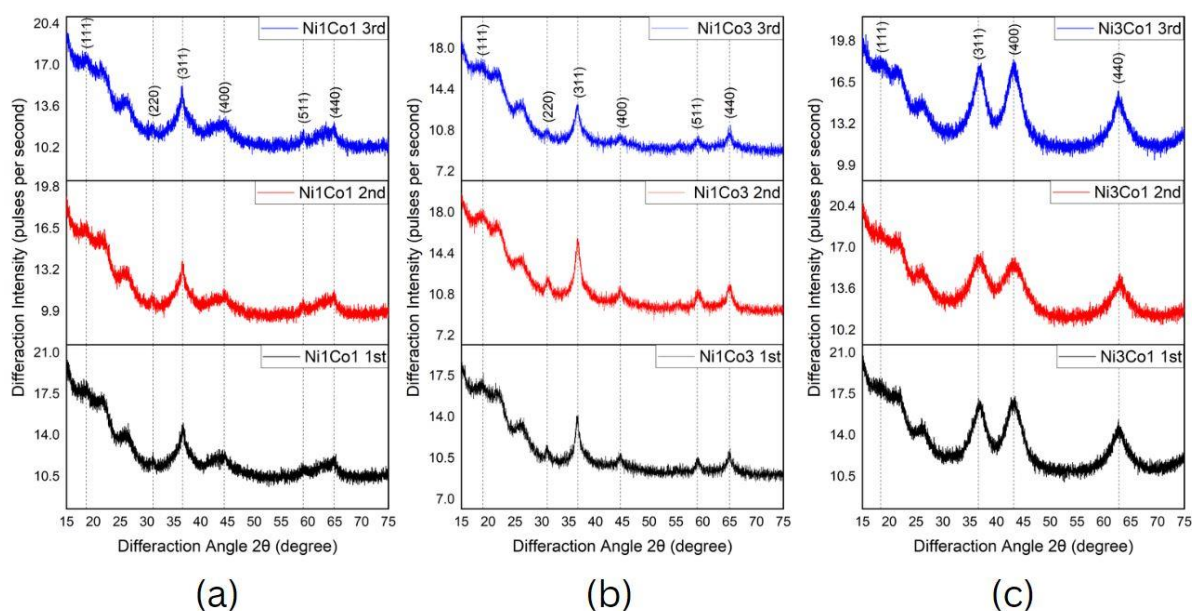 Diffraction Intensity (pulses per second)
20.4
17.0
13.6
10.2
Ni1Co1 3rd
(111)
(220)
(311)
(400)
(511)
(440)
19.8
16.5
13.2
9.9
Ni1Co1 2nd
21.0
17.5
14.0
10.5
Ni1Co1 1st
15 20 25 30 35 40 45 50 55 60 65 70 75
Diffraction Angle 2θ (degree)
(a)
Diffraction Intensity (pulses per second)
18.0
14.4
10.8
7.2
Ni1Co3 3rd
(111)
(220)
(311)
(400)
(511)
(440)
18.0
14.4
10.8
7.2
Ni1Co3 2nd
17.5
14.0
10.5
7.0
Ni1Co3 1st
15 20 25 30 35 40 45 50 55 60 65 70 75
Diffraction Angle 2θ (degree)
(b)
Diffraction Intensity (pulses per second)
19.8
16.5
13.2
9.9
Ni3Co1 3rd
(111)
(311)
(400)
(440)
20.4
17.0
13.6
10.2
Ni3Co1 2nd
21.0
17.5
14.0
10.5
Ni3Co1 1st
15 20 25 30 35 40 45 50 55 60 65 70 75
Diffraction Angle 2θ (degree)
(c)